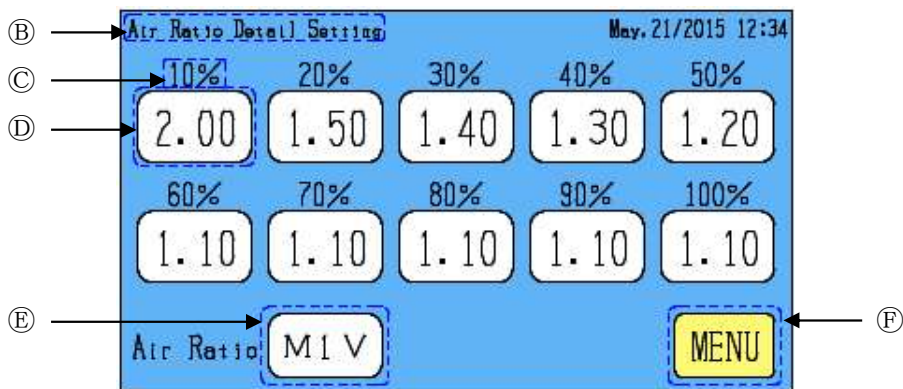 Ⓑ Air Ratio Detail Setting May.21/2015 12:34
Ⓒ 10% 20% 30% 40% 50%
Ⓓ 2.00 1.50 1.40 1.30 1.20
60% 70% 80% 90% 100%
1.10 1.10 1.10 1.10 1.10
Ⓔ Air Ratio M1V MENU Ⓕ